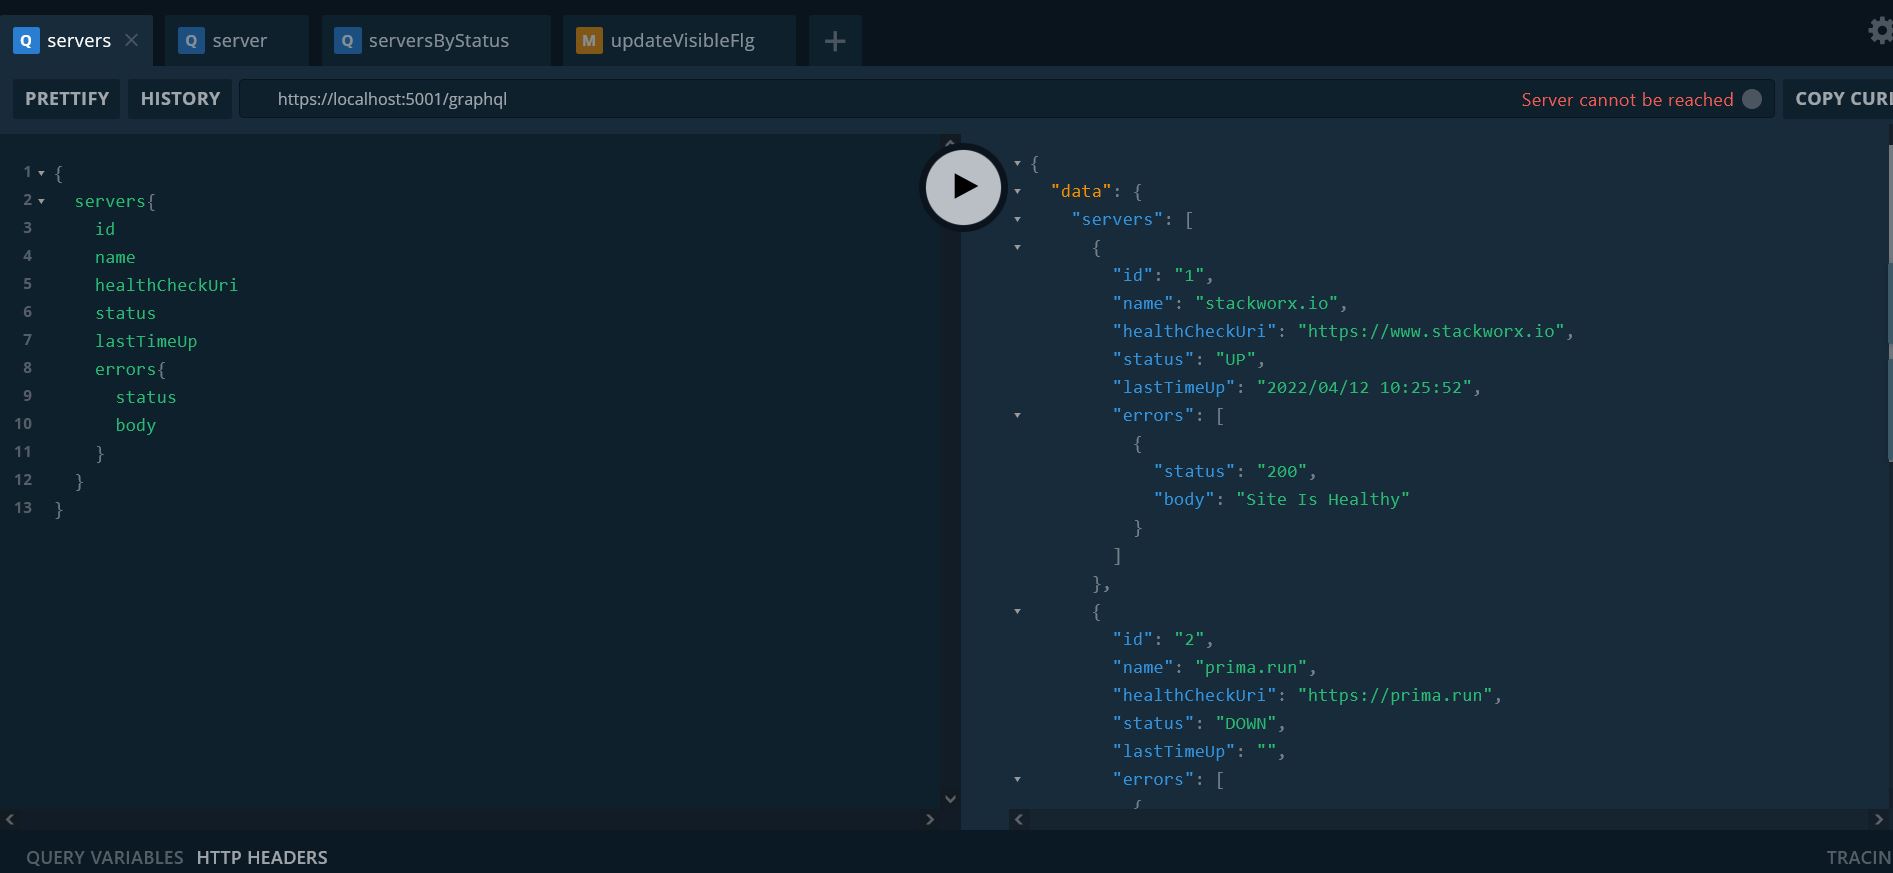 Q servers × Q server Q serversByStatus M updateVisibleFlg +
PRETTIFY HISTORY https://localhost:5001/graphql Server cannot be reached COPY CURL
1 {
2 servers{
3 id
4 name
5 healthCheckUri
6 status
7 lastTimeUp
8 errors{
9 status
10 body
11 }
12 }
13 }
{
"data": {
"servers": [
{
"id": "1",
"name": "stackworx.io",
"healthCheckUri": "https://www.stackworx.io",
"status": "UP",
"lastTimeUp": "2022/04/12 10:25:52",
"errors": [
{
"status": "200",
"body": "Site Is Healthy"
}
]
},
{
"id": "2",
"name": "prima.run",
"healthCheckUri": "https://prima.run",
"status": "DOWN",
"lastTimeUp": "",
"errors": [
{
QUERY VARIABLES HTTP HEADERS TRACIN